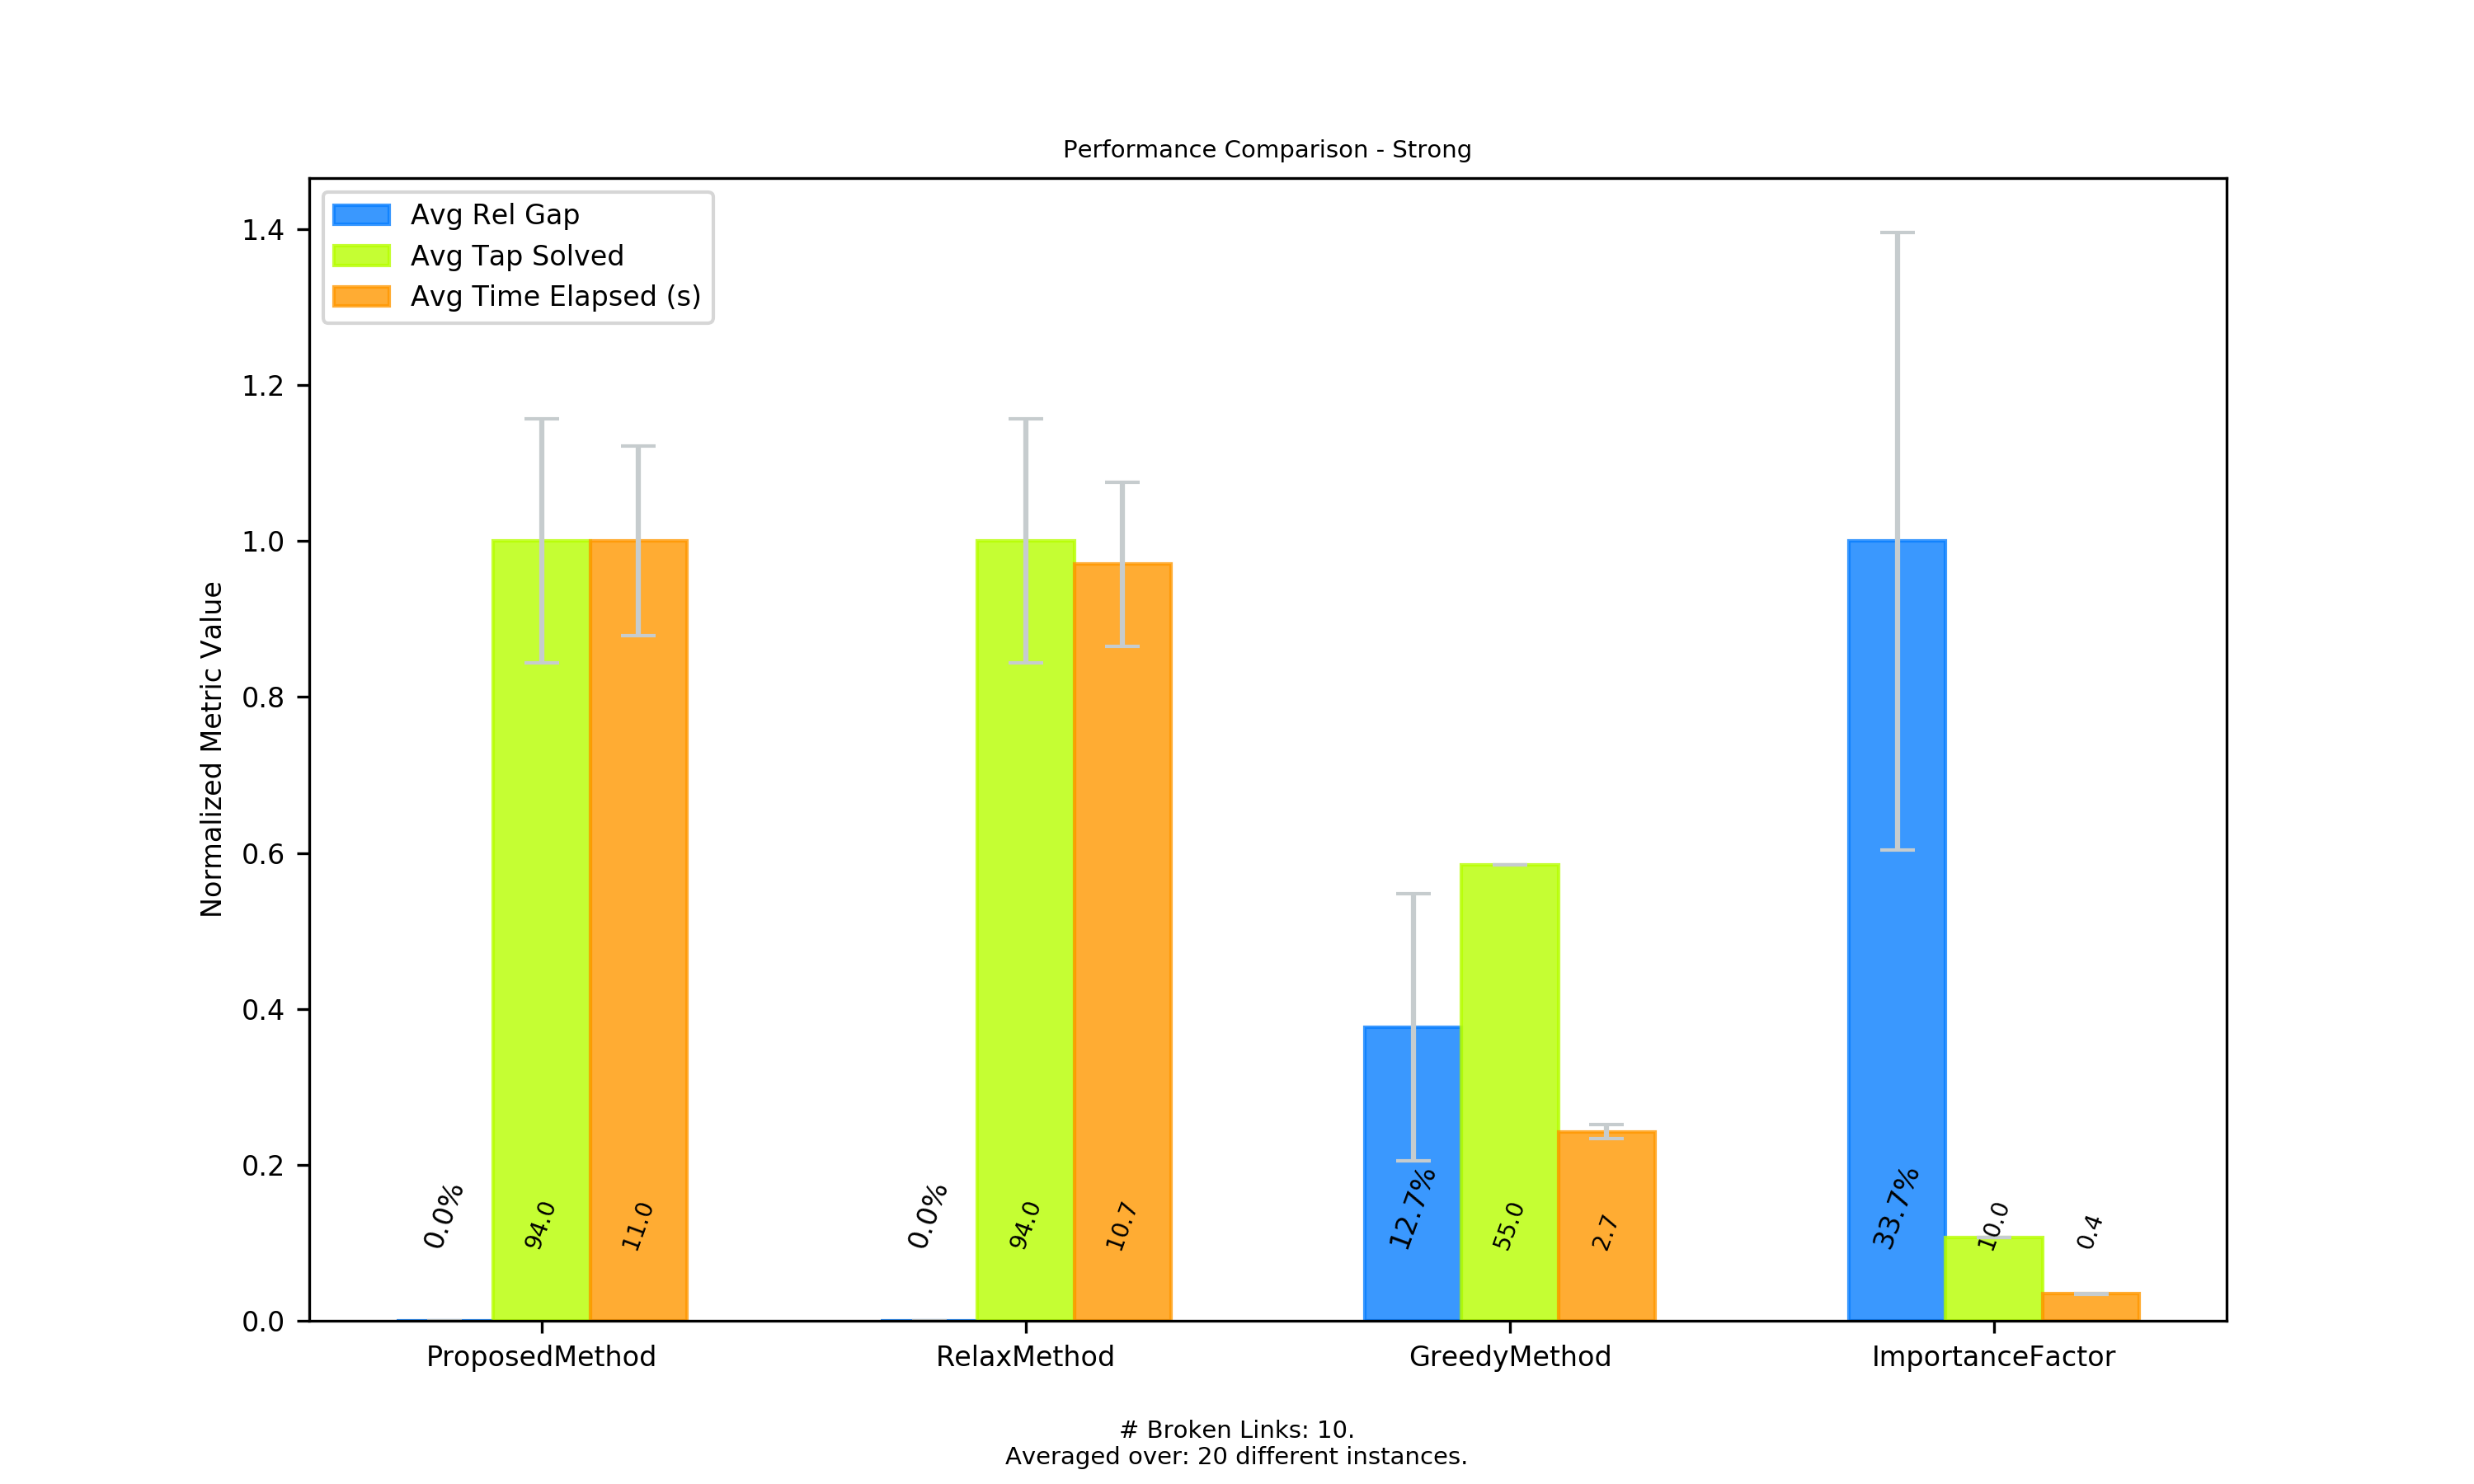 Performance Comparison - Strong
Avg Rel Gap
Avg Tap Solved
Avg Time Elapsed (s)
Normalized Metric Value
1.4
1.2
1.0
0.8
0.6
0.4
0.2
0.0
0.0%
94.0
11.0
0.0%
94.0
10.7
12.7%
55.0
2.7
33.7%
10.0
0.4
ProposedMethod
RelaxMethod
GreedyMethod
ImportanceFactor
# Broken Links: 10.
Averaged over: 20 different instances.